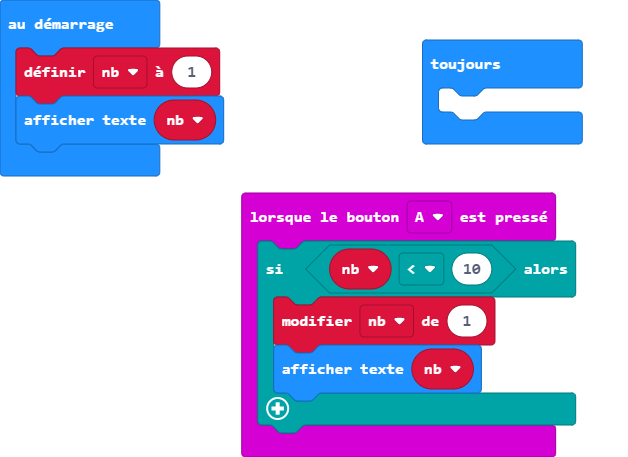 au démarrage
définir nb à 1
afficher texte nb
toujours
lorsque le bouton A est pressé
si nb < 10 alors
modifier nb de 1
afficher texte nb